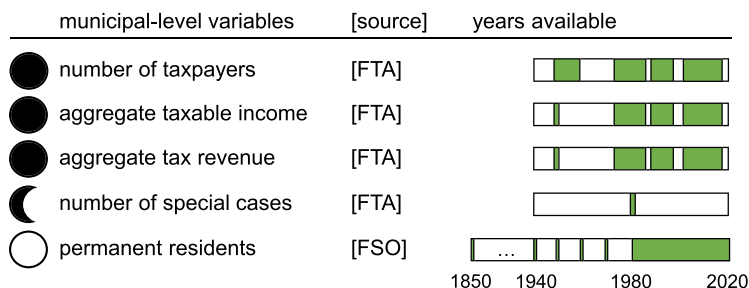 municipal-level variables [source] years available
number of taxpayers [FTA]
aggregate taxable income [FTA]
aggregate tax revenue [FTA]
number of special cases [FTA]
permanent residents [FSO] ...
1850 1940 1980 2020